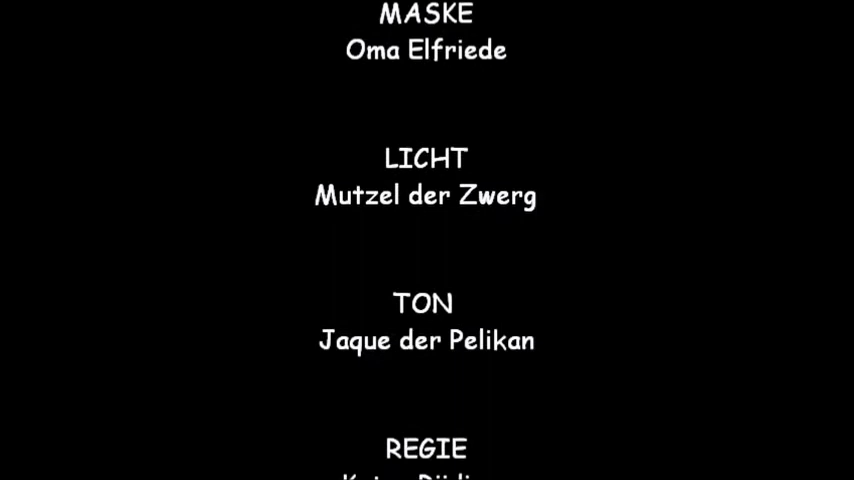 MASKE
Oma Elfriede
LICHT
Mutzel der Zwerg
TON
Jaque der Pelikan
REGIE